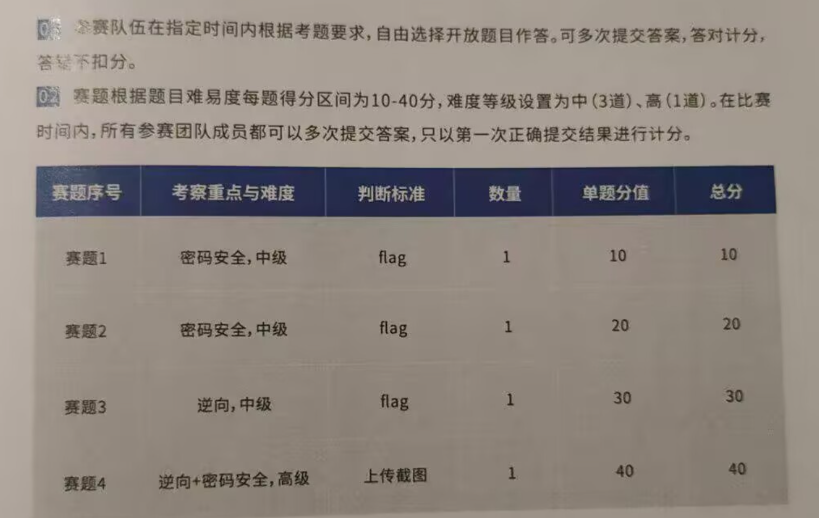 参赛队伍在指定时间内根据考题要求,自由选择开放题目作答。可多次提交答案,答对计分,
答错不扣分。
02 赛题根据题目难易度每题得分区间为10-40分,难度等级设置为中(3道)、高(1道)。在比赛
时间内,所有参赛团队成员都可以多次提交答案,只以第一次正确提交结果进行计分。
赛题序号 考察重点与难度 判断标准 数量 单题分值 总分
赛题1 密码安全,中级 flag 1 10 10
赛题2 密码安全,中级 flag 1 20 20
赛题3 逆向,中级 flag 1 30 30
赛题4 逆向+密码安全,高级 上传截图 1 40 40